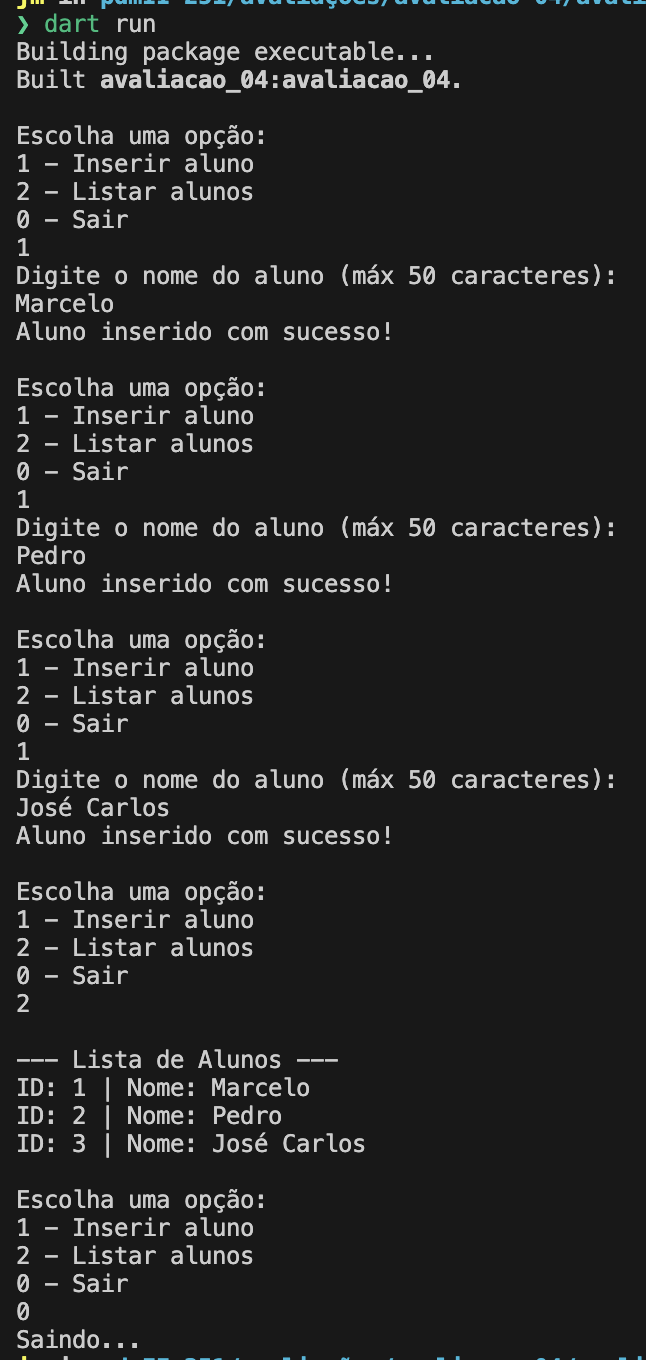 ❯ dart run
Building package executable...
Built avaliacao_04:avaliacao_04.
Escolha uma opção:
1 - Inserir aluno
2 - Listar alunos
0 - Sair
1
Digite o nome do aluno (máx 50 caracteres):
Marcelo
Aluno inserido com sucesso!
Escolha uma opção:
1 - Inserir aluno
2 - Listar alunos
0 - Sair
1
Digite o nome do aluno (máx 50 caracteres):
Pedro
Aluno inserido com sucesso!
Escolha uma opção:
1 - Inserir aluno
2 - Listar alunos
0 - Sair
1
Digite o nome do aluno (máx 50 caracteres):
José Carlos
Aluno inserido com sucesso!
Escolha uma opção:
1 - Inserir aluno
2 - Listar alunos
0 - Sair
2
--- Lista de Alunos ---
ID: 1 | Nome: Marcelo
ID: 2 | Nome: Pedro
ID: 3 | Nome: José Carlos
Escolha uma opção:
1 - Inserir aluno
2 - Listar alunos
0 - Sair
0
Saindo...